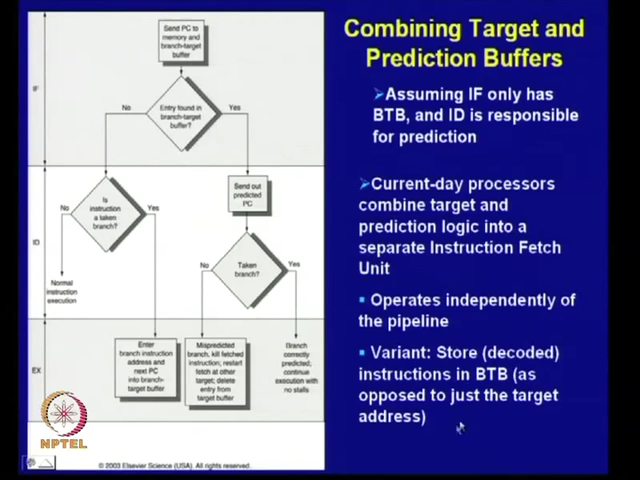 Combining Target and
Prediction Buffers
➢Assuming IF only has
BTB, and ID is responsible
for prediction
➢Current-day processors
combine target and
prediction logic into a
separate Instruction Fetch
Unit
▪ Operates independently of
the pipeline
▪ Variant: Store (decoded)
instructions in BTB (as
opposed to just the target
address)
IF
Send PC to
memory and
branch-target
buffer
No
Entry found in
branch-target
buffer?
Yes
ID
No
Is
instruction
a taken
branch?
Yes
Send out
predicted
PC
No
Taken
branch?
Yes
Normal
instruction
execution
EX
Enter
branch instruction
address and
next PC
into branch-
target buffer
Mispredicted
branch, kill fetched
instruction; restart
fetch at other
target; delete
entry from
target buffer
Branch
correctly
predicted;
continue
execution with
no stalls
NPTEL
© 2003 Elsevier Science (USA). All rights reserved.